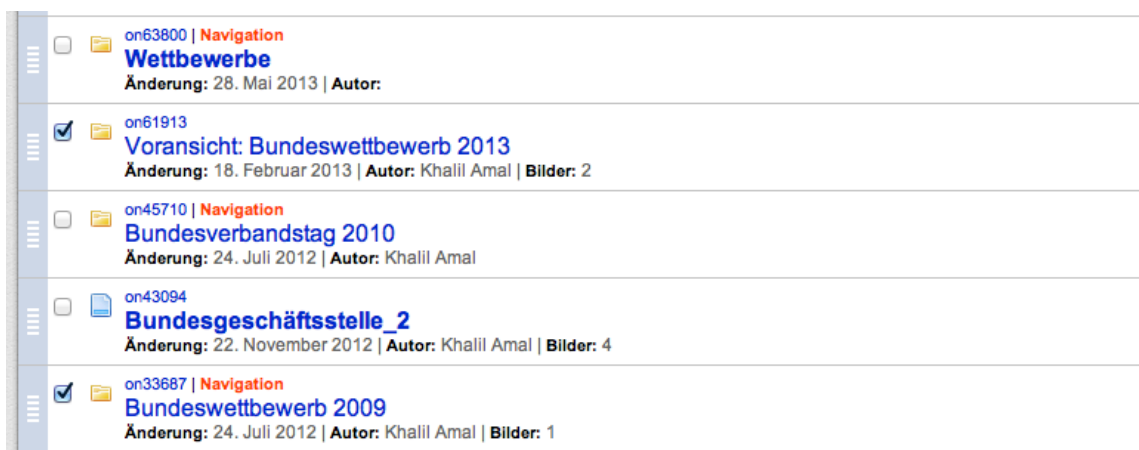 on63800 | Navigation
Wettbewerbe
Änderung: 28. Mai 2013 | Autor:
on61913
Voransicht: Bundeswettbewerb 2013
Änderung: 18. Februar 2013 | Autor: Khalil Amal | Bilder: 2
on45710 | Navigation
Bundesverbandstag 2010
Änderung: 24. Juli 2012 | Autor: Khalil Amal
on43094
Bundesgeschäftsstelle_2
Änderung: 22. November 2012 | Autor: Khalil Amal | Bilder: 4
on33687 | Navigation
Bundeswettbewerb 2009
Änderung: 24. Juli 2012 | Autor: Khalil Amal | Bilder: 1